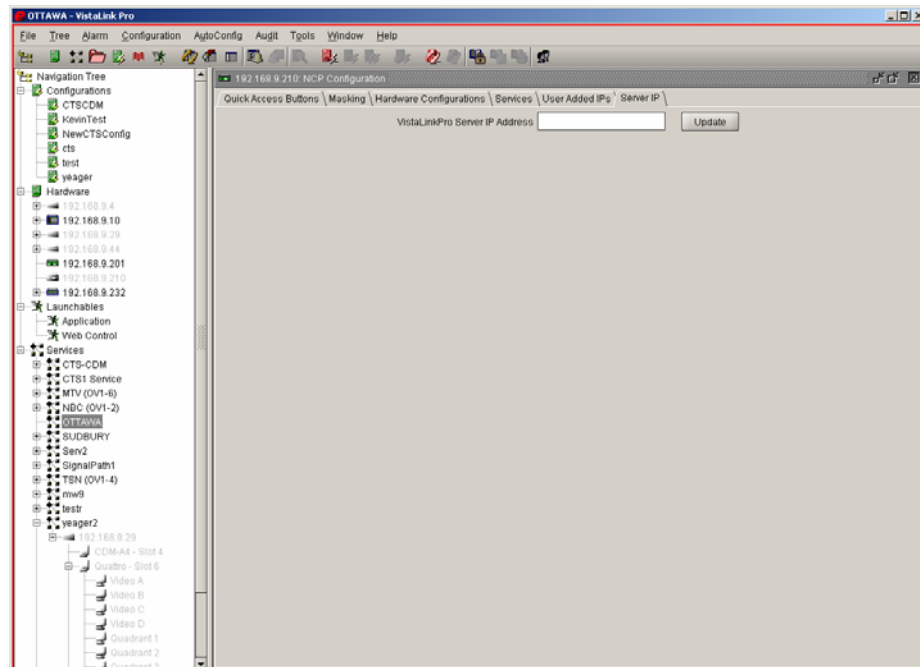 OTTAWA - VistaLink Pro
File Tree Alarm Configuration AutoConfig Audit Tools Window Help
Navigation Tree
Configurations
CTSCDM
KevinTest
NewCTSConfig
cts
test
yeager
Hardware
192.168.9.4
192.168.9.10
192.168.9.29
192.168.9.44
192.168.9.201
192.168.9.210
192.168.9.232
Launchables
Application
Web Control
Services
CTS-CDM
CTS1 Service
MTV (OV1-6)
NBC (OV1-2)
OTTAWA
SUDBURY
Serv2
SignalPath1
TSN (OV1-4)
mw9
testr
yeager2
192.168.9.29
CDM-A4 - Slot 4
Quattro - Slot 6
Video A
Video B
Video C
Video D
Quadrant 1
Quadrant 2
Quadrant 3
192.168.9.210: NCP Configuration
Quick Access Buttons Masking Hardware Configurations Services User Added IPs Server IP
VistaLinkPro Server IP Address Update